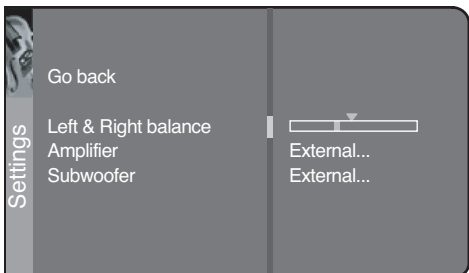 Settings
Go back
Left & Right balance
Amplifier External...
Subwoofer External...